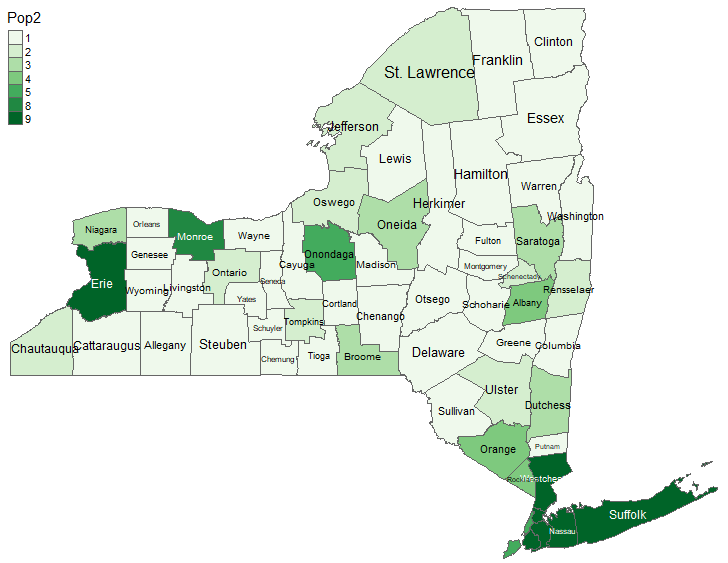 Pop2
1
2
3
4
5
8
9
Clinton
Franklin
St. Lawrence
Essex
Jefferson
Lewis
Hamilton
Warren
Oswego
Herkimer
Washington
Oneida
Niagara
Orleans
Monroe
Wayne
Fulton
Saratoga
Genesee
Onondaga
Madison
Montgomery
Cayuga
Ontario
Schenectady
Erie
Wyoming
Livingston
Seneca
Yates
Cortland
Otsego
Schoharie
Albany
Rensselaer
Chenango
Tompkins
Schuyler
Chautauqua
Cattaraugus
Allegany
Steuben
Chemung
Tioga
Broome
Delaware
Greene
Columbia
Ulster
Sullivan
Dutchess
Orange
Putnam
Westches
Suffolk
Nassau